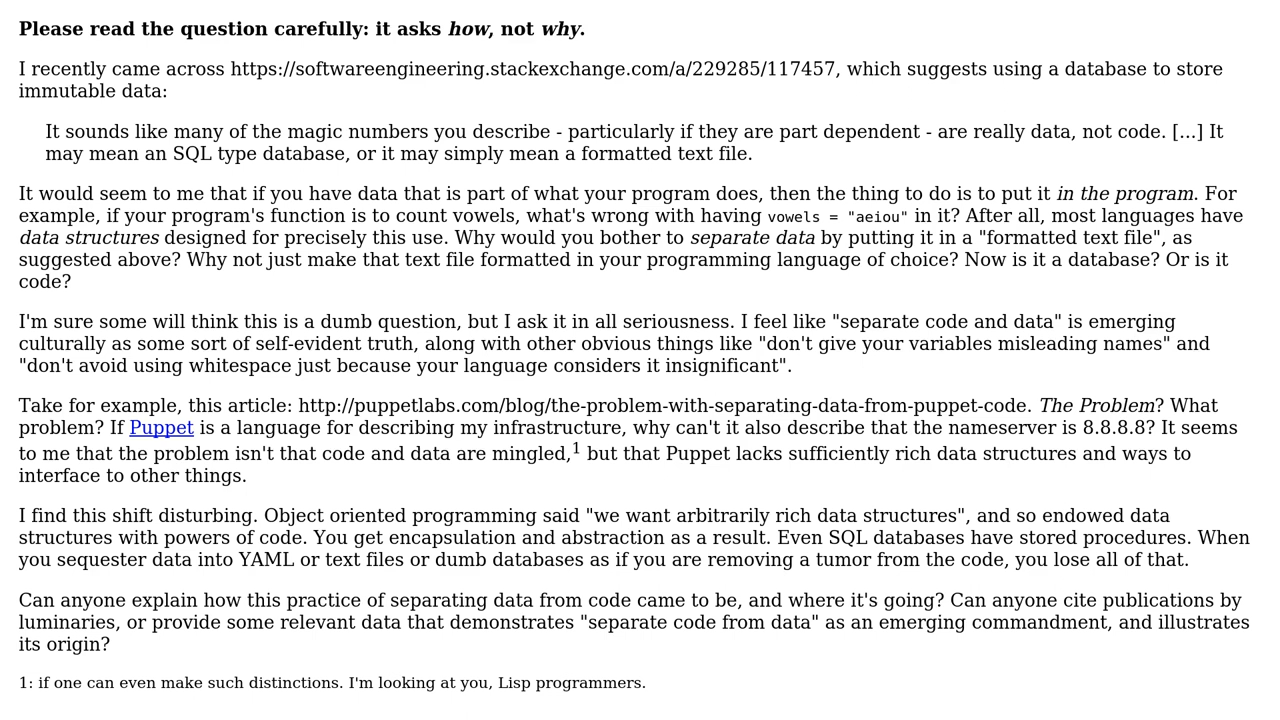 Please read the question carefully: it asks how, not why.
I recently came across https://softwareengineering.stackexchange.com/a/229285/117457, which suggests using a database to store
immutable data:
It sounds like many of the magic numbers you describe - particularly if they are part dependent - are really data, not code. [...] It
may mean an SQL type database, or it may simply mean a formatted text file.
It would seem to me that if you have data that is part of what your program does, then the thing to do is to put it in the program. For
example, if your program's function is to count vowels, what's wrong with having vowels = "aeiou" in it? After all, most languages have
data structures designed for precisely this use. Why would you bother to separate data by putting it in a "formatted text file", as
suggested above? Why not just make that text file formatted in your programming language of choice? Now is it a database? Or is it
code?
I'm sure some will think this is a dumb question, but I ask it in all seriousness. I feel like "separate code and data" is emerging
culturally as some sort of self-evident truth, along with other obvious things like "don't give your variables misleading names" and
"don't avoid using whitespace just because your language considers it insignificant".
Take for example, this article: http://puppetlabs.com/blog/the-problem-with-separating-data-from-puppet-code. The Problem? What
problem? If Puppet is a language for describing my infrastructure, why can't it also describe that the nameserver is 8.8.8.8? It seems
to me that the problem isn't that code and data are mingled,1 but that Puppet lacks sufficiently rich data structures and ways to
interface to other things.
I find this shift disturbing. Object oriented programming said "we want arbitrarily rich data structures", and so endowed data
structures with powers of code. You get encapsulation and abstraction as a result. Even SQL databases have stored procedures. When
you sequester data into YAML or text files or dumb databases as if you are removing a tumor from the code, you lose all of that.
Can anyone explain how this practice of separating data from code came to be, and where it's going? Can anyone cite publications by
luminaries, or provide some relevant data that demonstrates "separate code from data" as an emerging commandment, and illustrates
its origin?
1: if one can even make such distinctions. I'm looking at you, Lisp programmers.